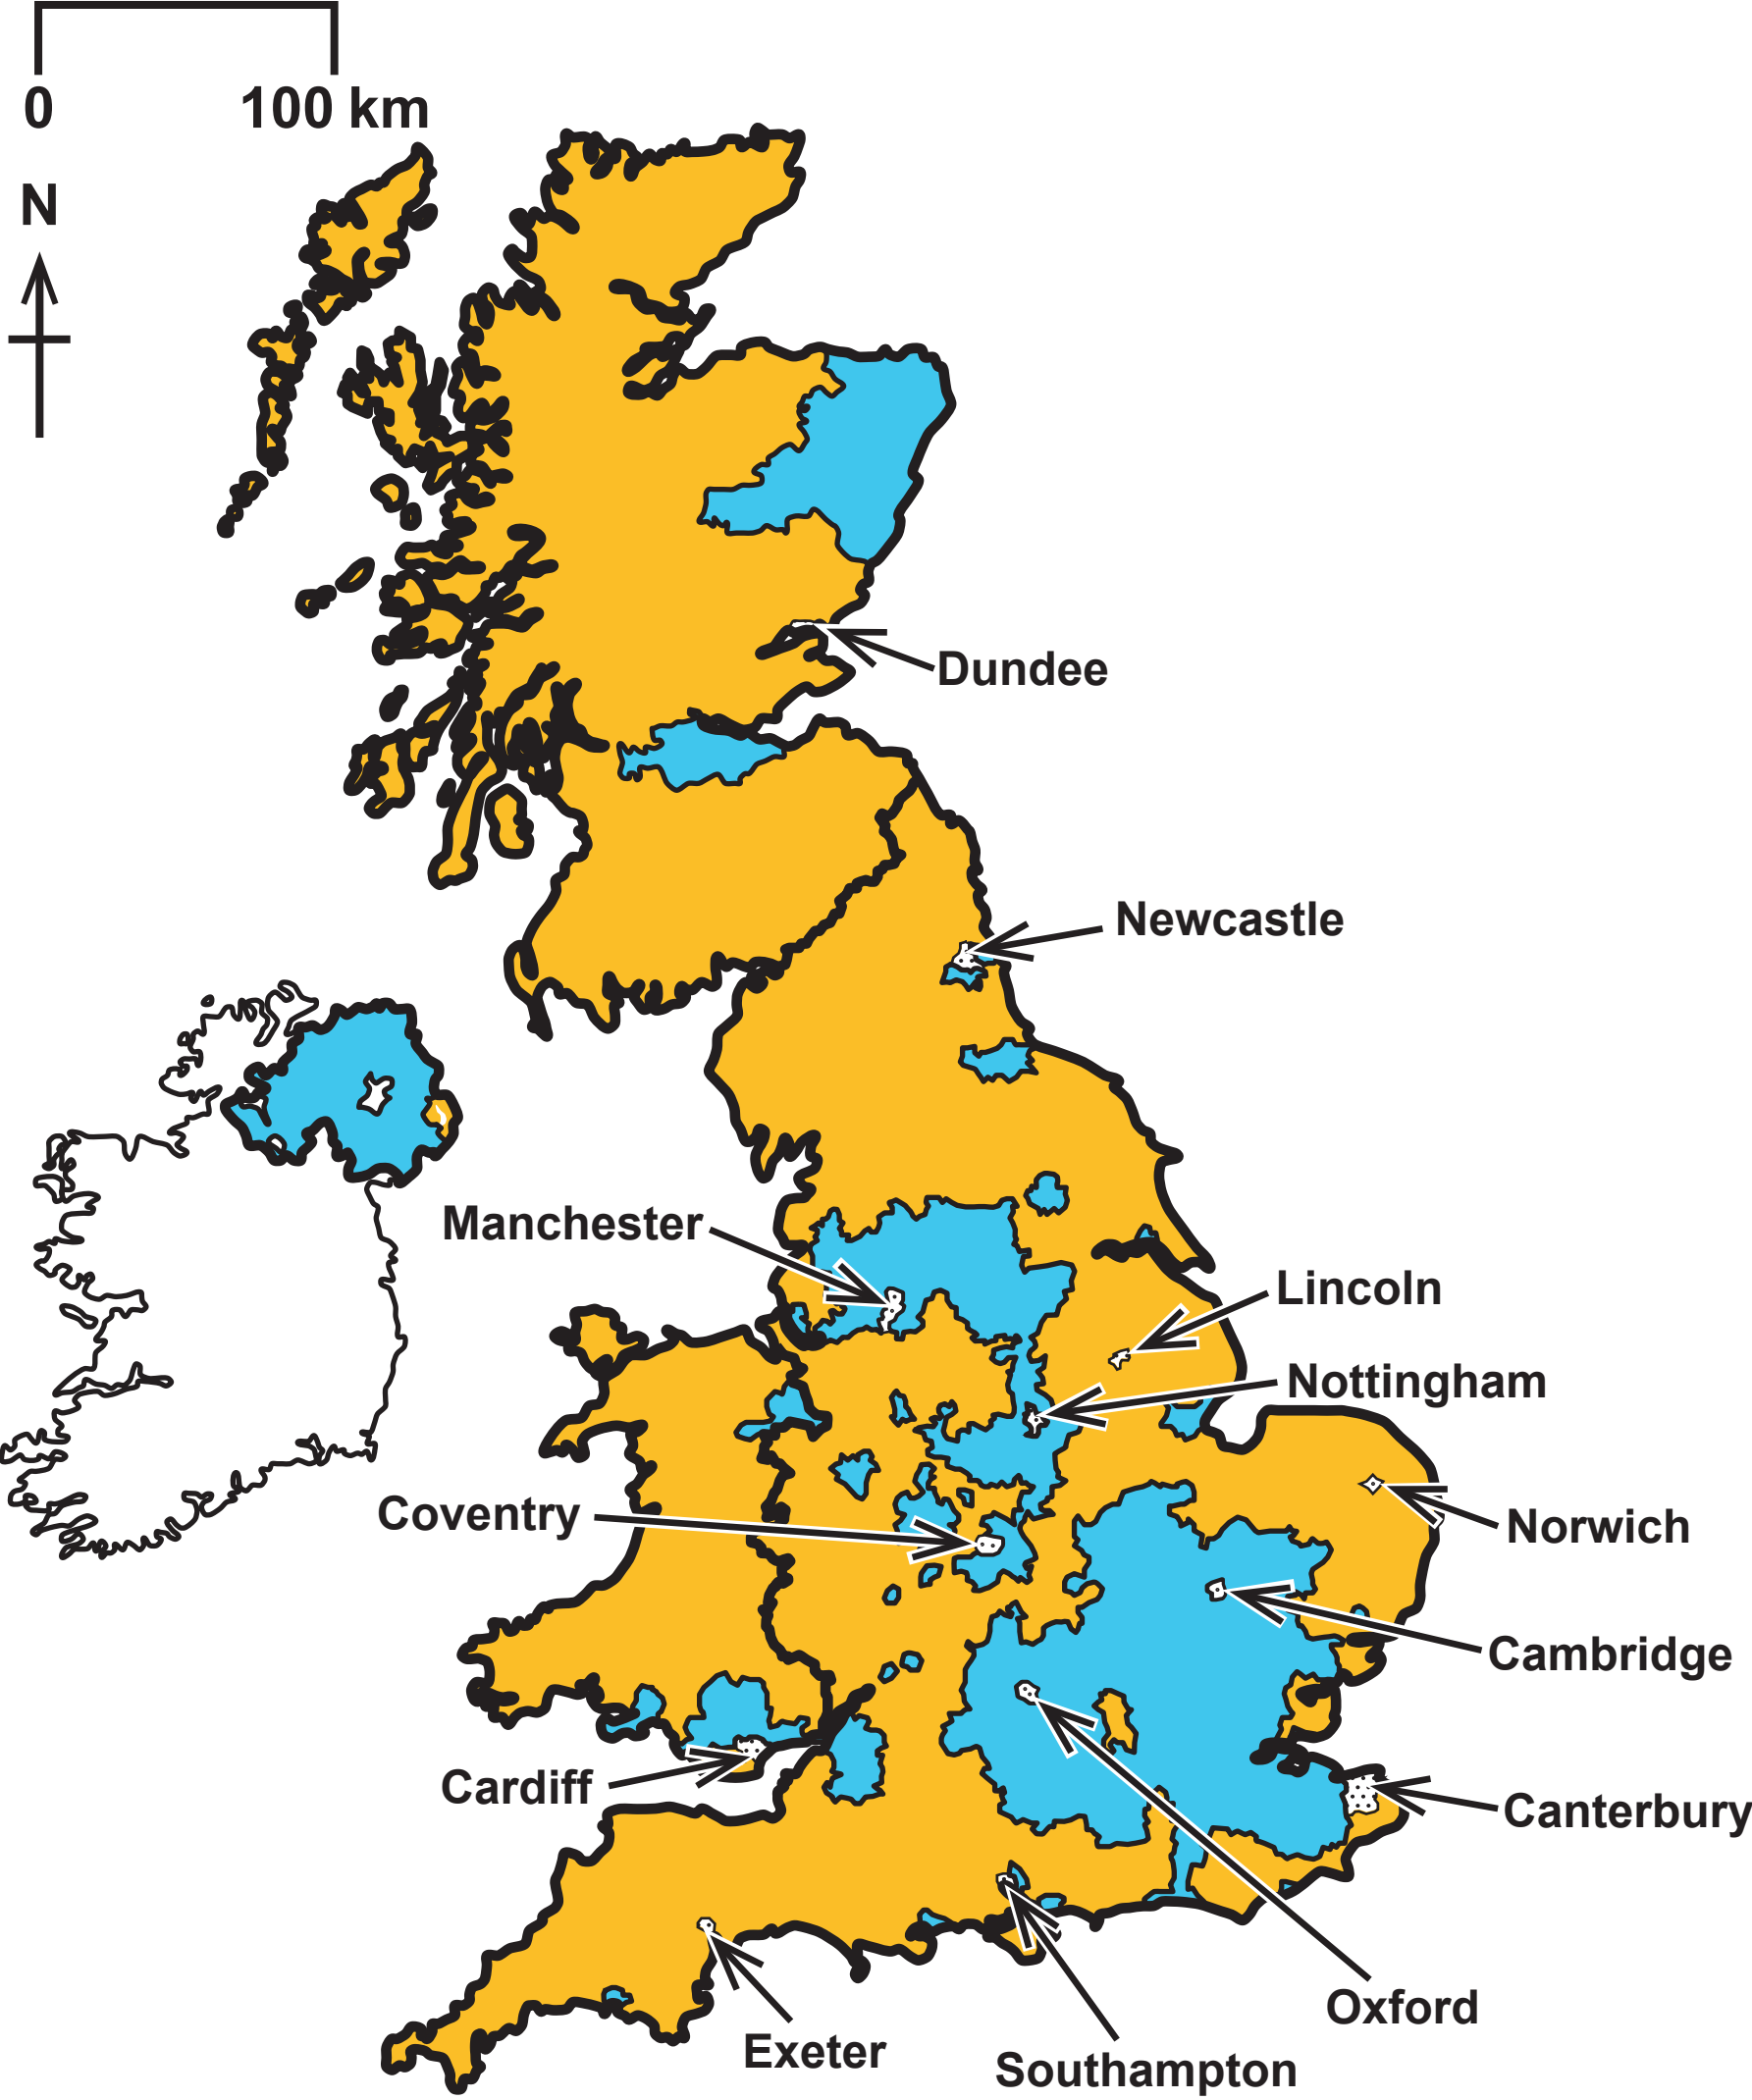 0 100 km
N
Dundee
Newcastle
Manchester
Lincoln
Nottingham
Coventry
Norwich
Cambridge
Cardiff
Canterbury
Oxford
Exeter
Southampton